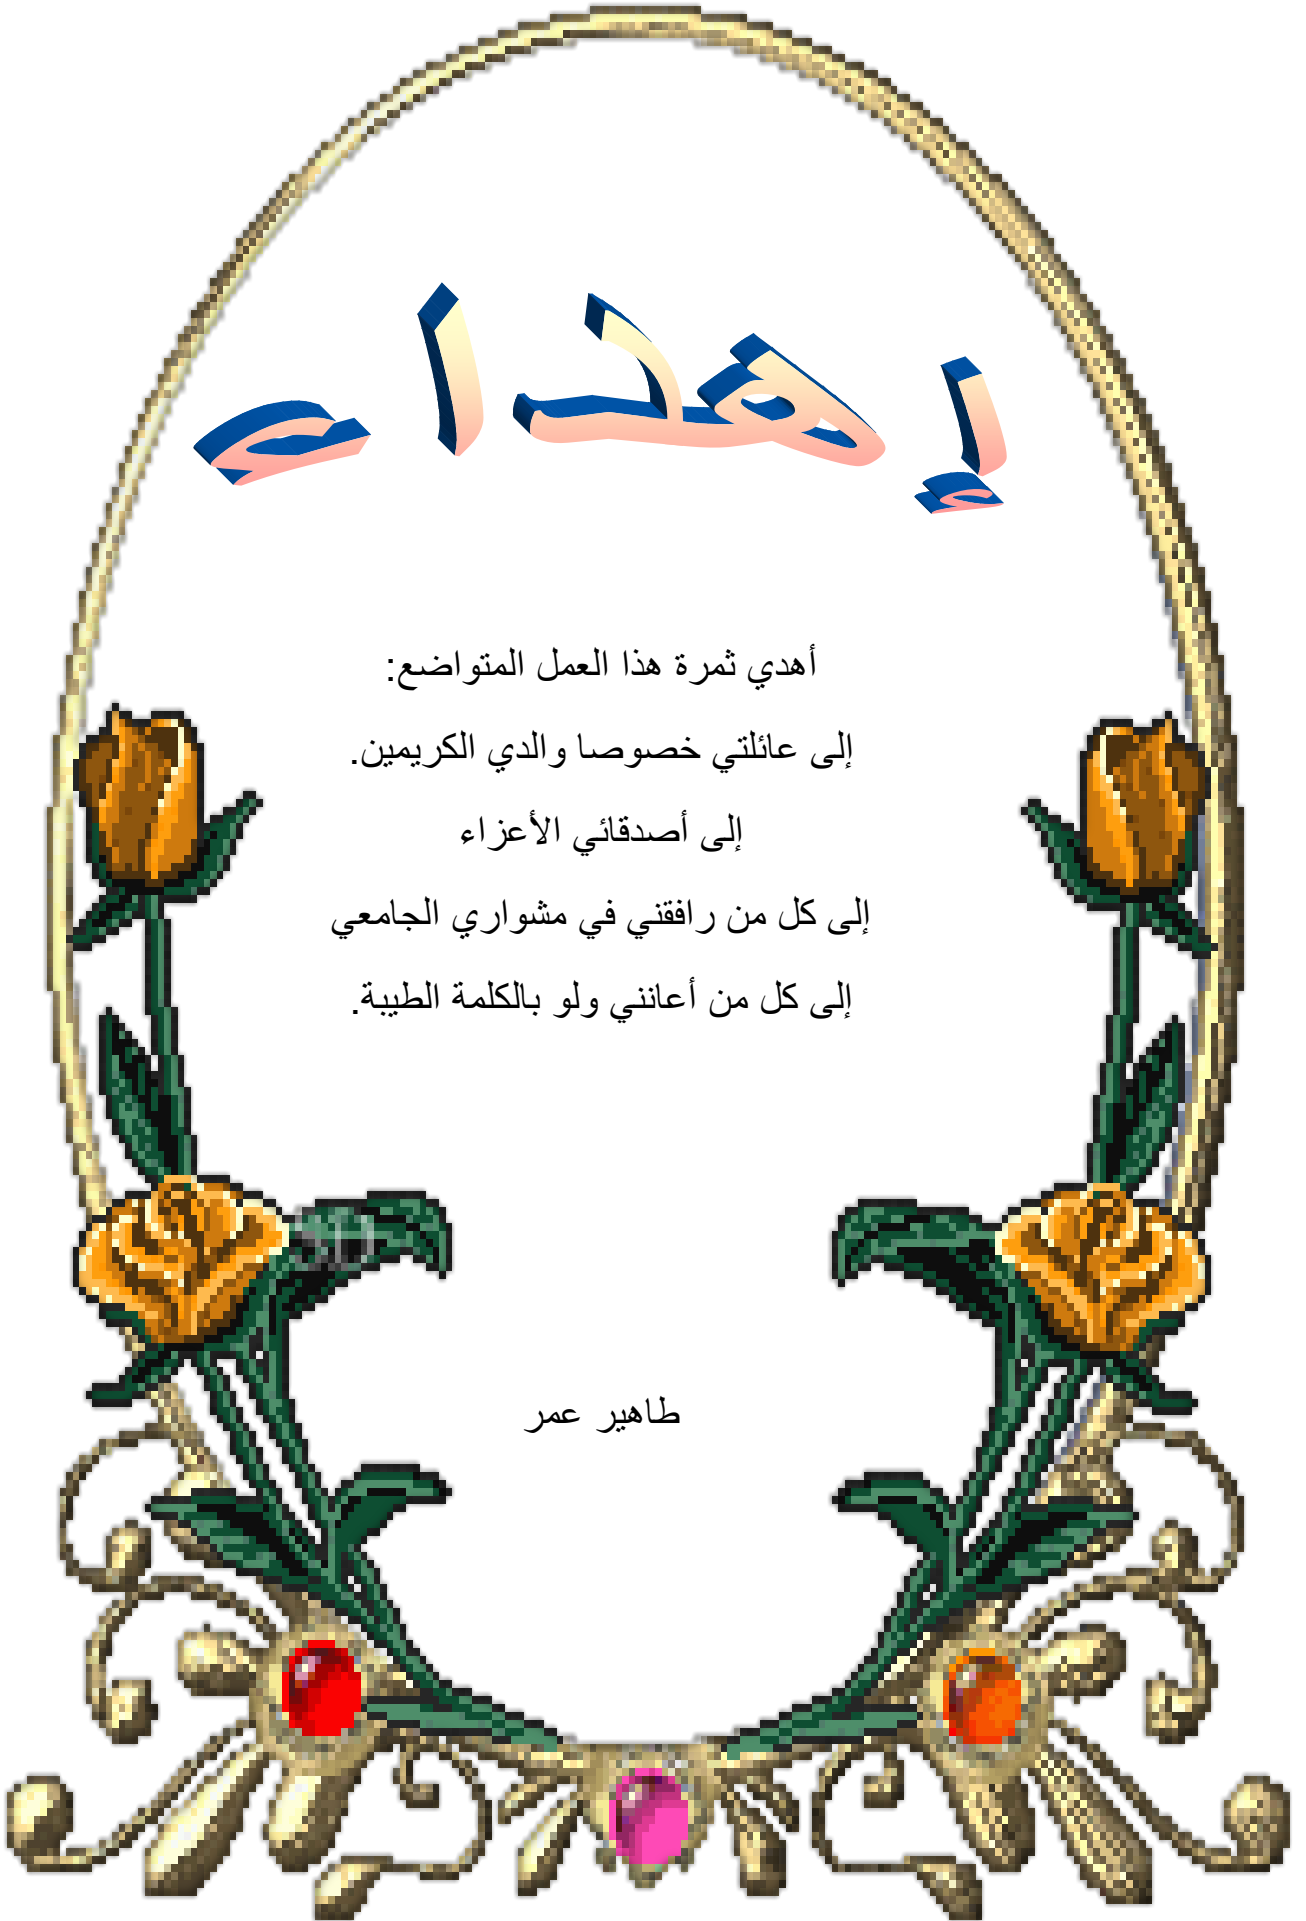 إهداء
أهدي ثمرة هذا العمل المتواضع:
إلى عائلتي خصوصا والدي الكريمين.
إلى أصدقائي الأعزاء
إلى كل من رافقني في مشواري الجامعي
إلى كل من أعانني ولو بالكلمة الطيبة.
طاهير عمر